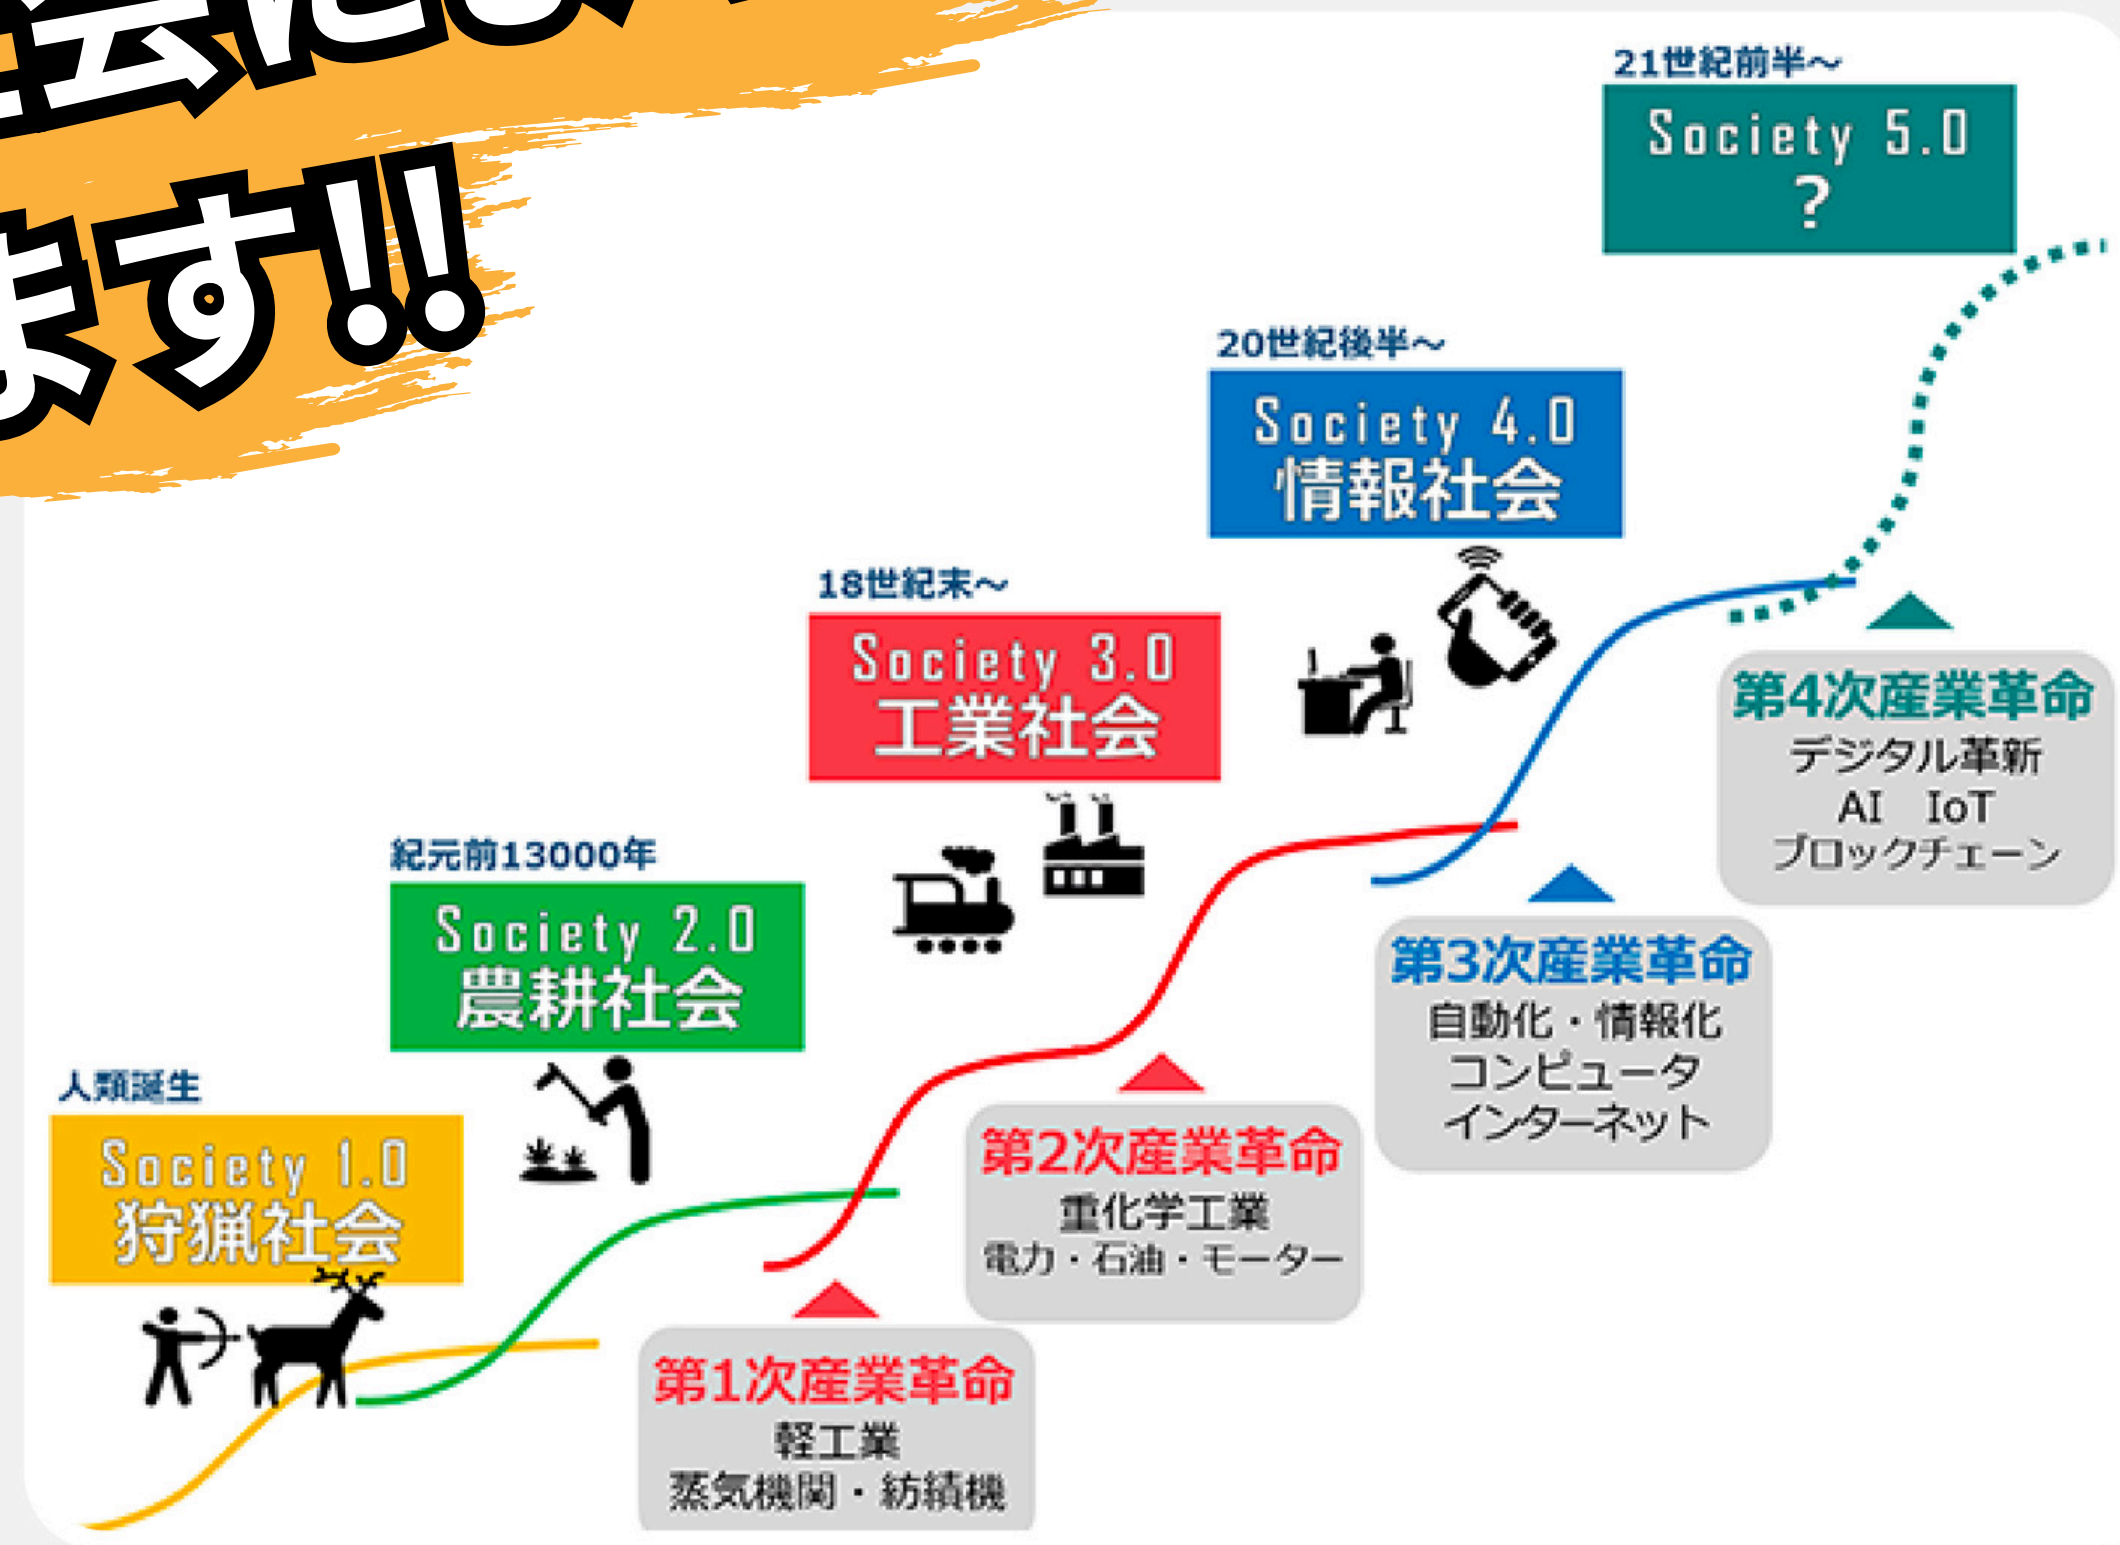 ます!!
21世紀前半～
Society 5.0
?
20世紀後半～
Society 4.0
情報社会
18世紀末～
Society 3.0
工業社会
紀元前13000年
Society 2.0
農耕社会
人類誕生
Society 1.0
狩猟社会
第1次産業革命
軽工業
蒸気機関・紡績機
第2次産業革命
重化学工業
電力・石油・モーター
第3次産業革命
自動化・情報化
コンピュータ
インターネット
第4次産業革命
デジタル革新
AI　IoT
ブロックチェーン